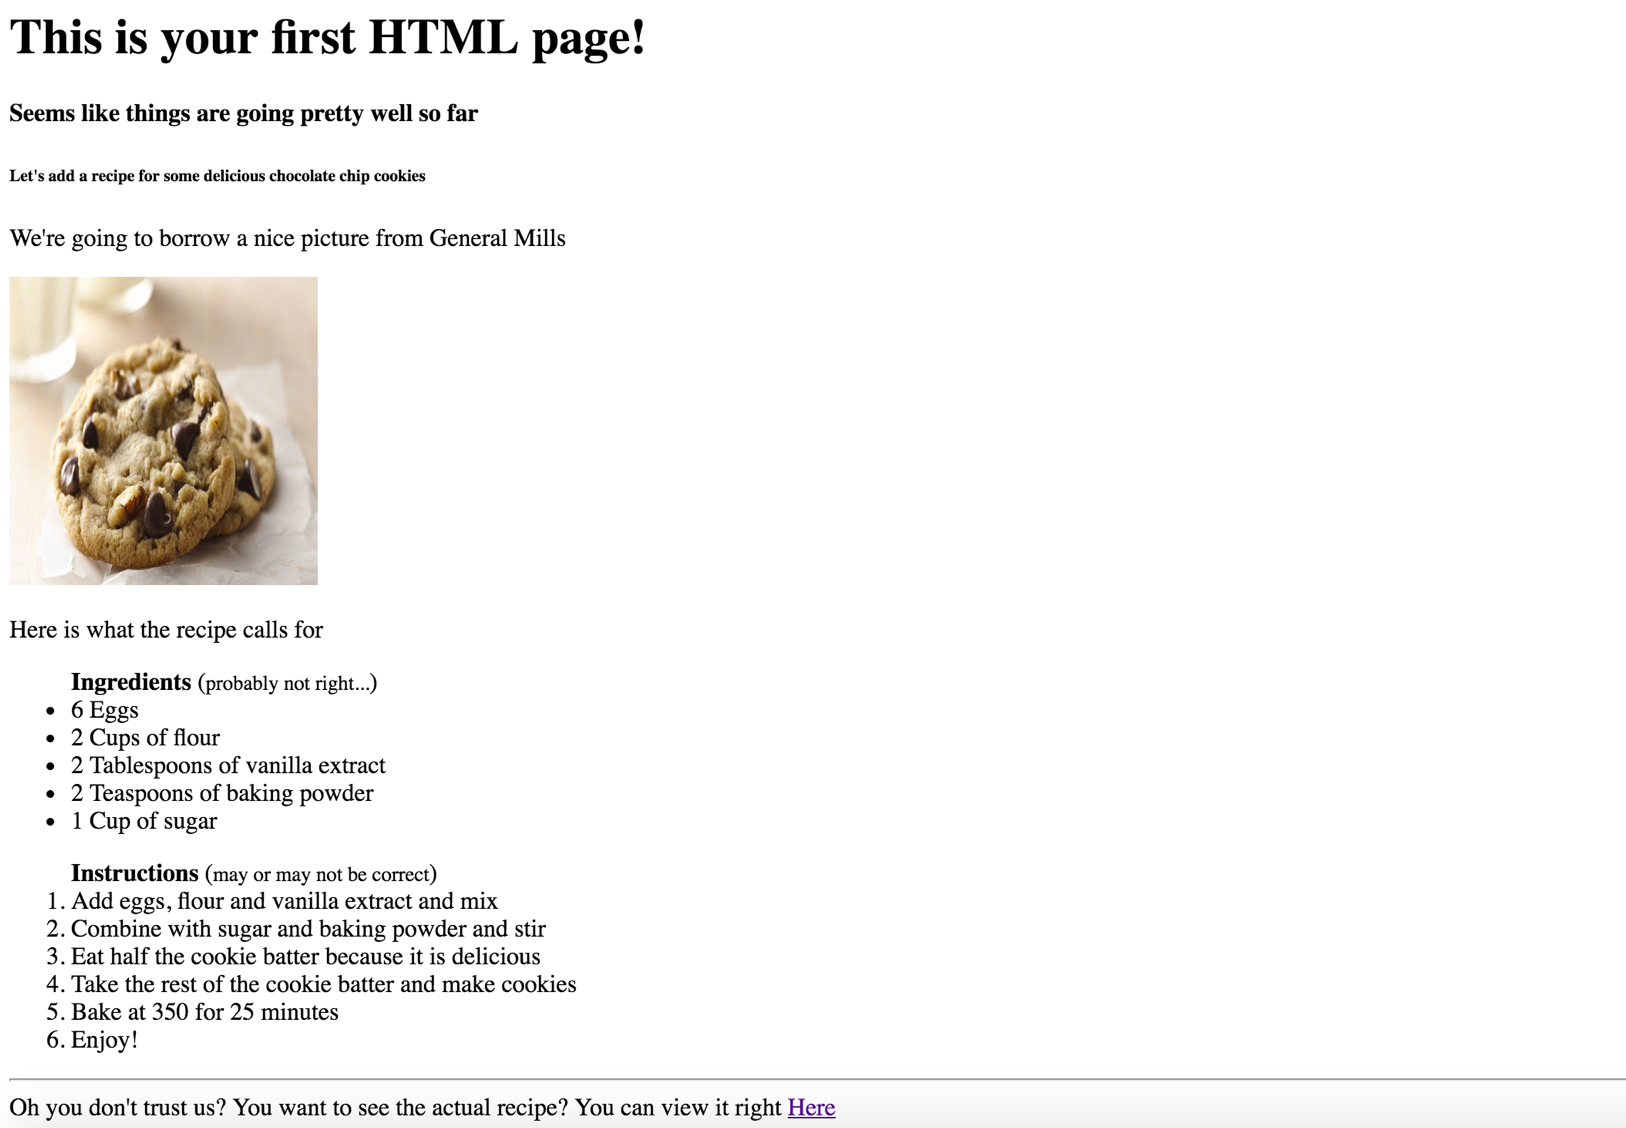 This is your first HTML page!
Seems like things are going pretty well so far
Let's add a recipe for some delicious chocolate chip cookies
We're going to borrow a nice picture from General Mills
Here is what the recipe calls for
Ingredients (probably not right...)
• 6 Eggs
• 2 Cups of flour
• 2 Tablespoons of vanilla extract
• 2 Teaspoons of baking powder
• 1 Cup of sugar
Instructions (may or may not be correct)
1. Add eggs, flour and vanilla extract and mix
2. Combine with sugar and baking powder and stir
3. Eat half the cookie batter because it is delicious
4. Take the rest of the cookie batter and make cookies
5. Bake at 350 for 25 minutes
6. Enjoy!
Oh you don't trust us? You want to see the actual recipe? You can view it right Here